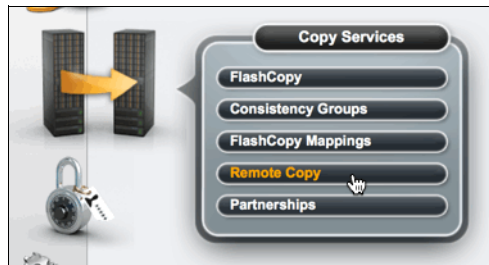 Copy Services
FlashCopy
Consistency Groups
FlashCopy Mappings
Remote Copy
Partnerships